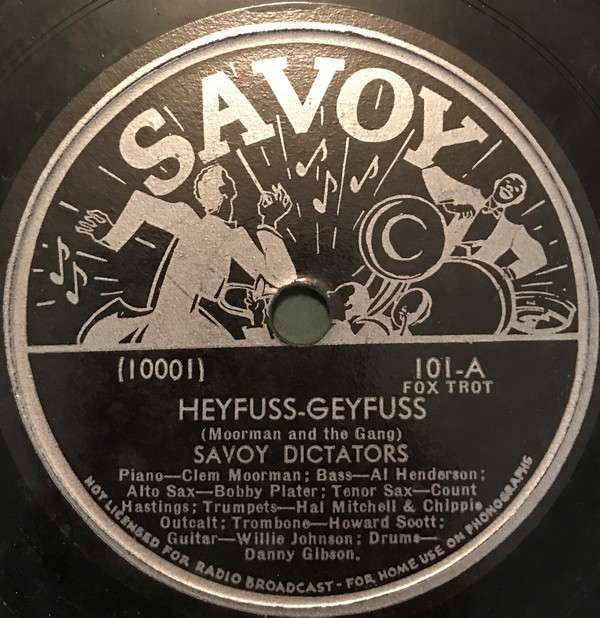 SAVOY
C
(10001)
101-A
FOX TROT
HEYFUSS-GEYFUSS
(Moorman and the Gang)
SAVOY DICTATORS
Piano—Clem Moorman; Bass—Al Henderson;
Alto Sax—Bobby Plater; Tenor Sax—Count
Hastings; Trumpets—Hal Mitchell & Chippie
Outcalt; Trombone—Howard Scott;
Guitar—Willie Johnson; Drums—
Danny Gibson.
NOT LICENSED FOR RADIO BROADCAST - FOR HOME USE ON PHONOGRAPHS